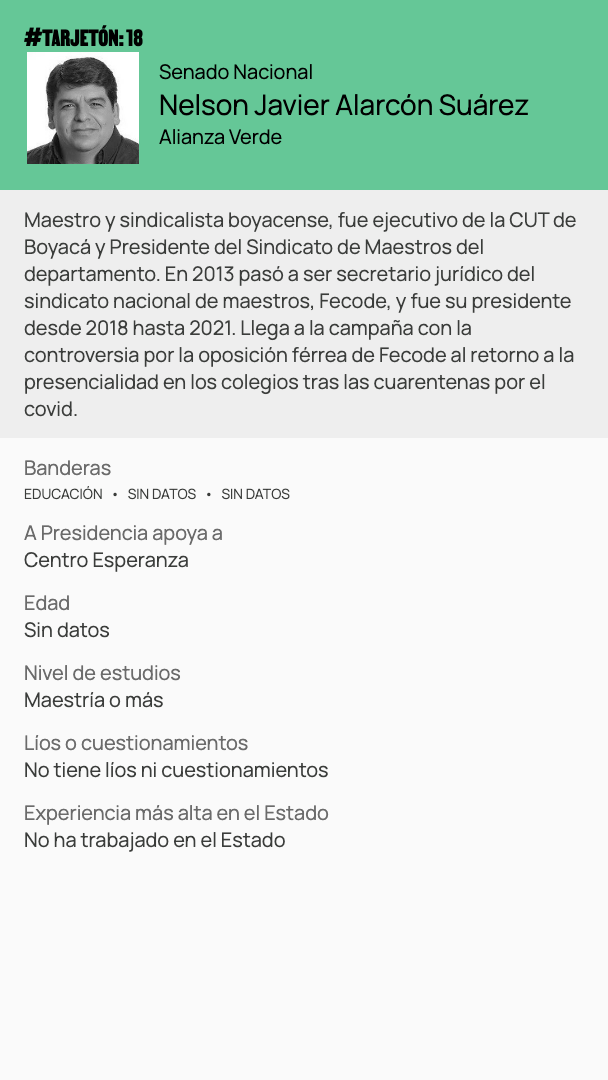 #TARJETÓN: 18
Senado Nacional
Nelson Javier Alarcón Suárez
Alianza Verde
Maestro y sindicalista boyacense, fue ejecutivo de la CUT de
Boyacá y Presidente del Sindicato de Maestros del
departamento. En 2013 pasó a ser secretario jurídico del
sindicato nacional de maestros, Fecode, y fue su presidente
desde 2018 hasta 2021. Llega a la campaña con la
controversia por la oposición férrea de Fecode al retorno a la
presencialidad en los colegios tras las cuarentenas por el
covid.
Banderas
EDUCACIÓN • SIN DATOS • SIN DATOS
A Presidencia apoya a
Centro Esperanza
Edad
Sin datos
Nivel de estudios
Maestría o más
Líos o cuestionamientos
No tiene líos ni cuestionamientos
Experiencia más alta en el Estado
No ha trabajado en el Estado